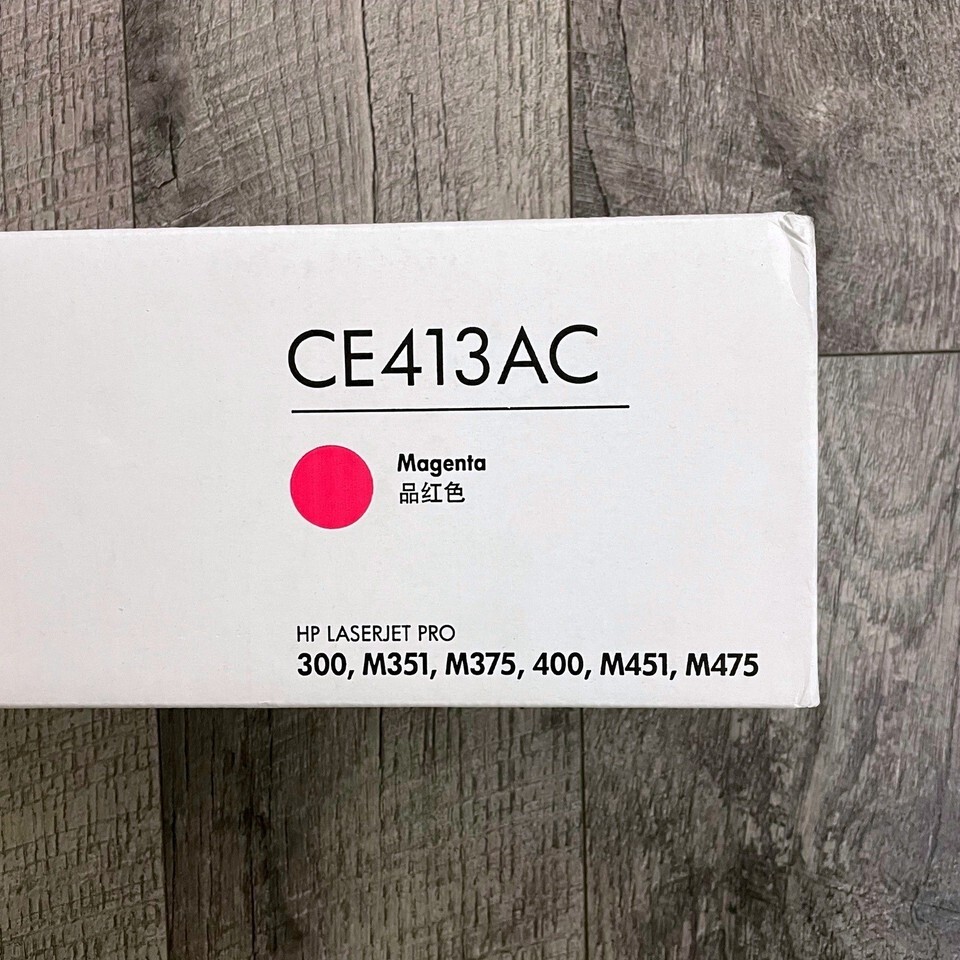 CE413AC
Magenta
品红色
HP LASERJET PRO
300, M351, M375, 400, M451, M475